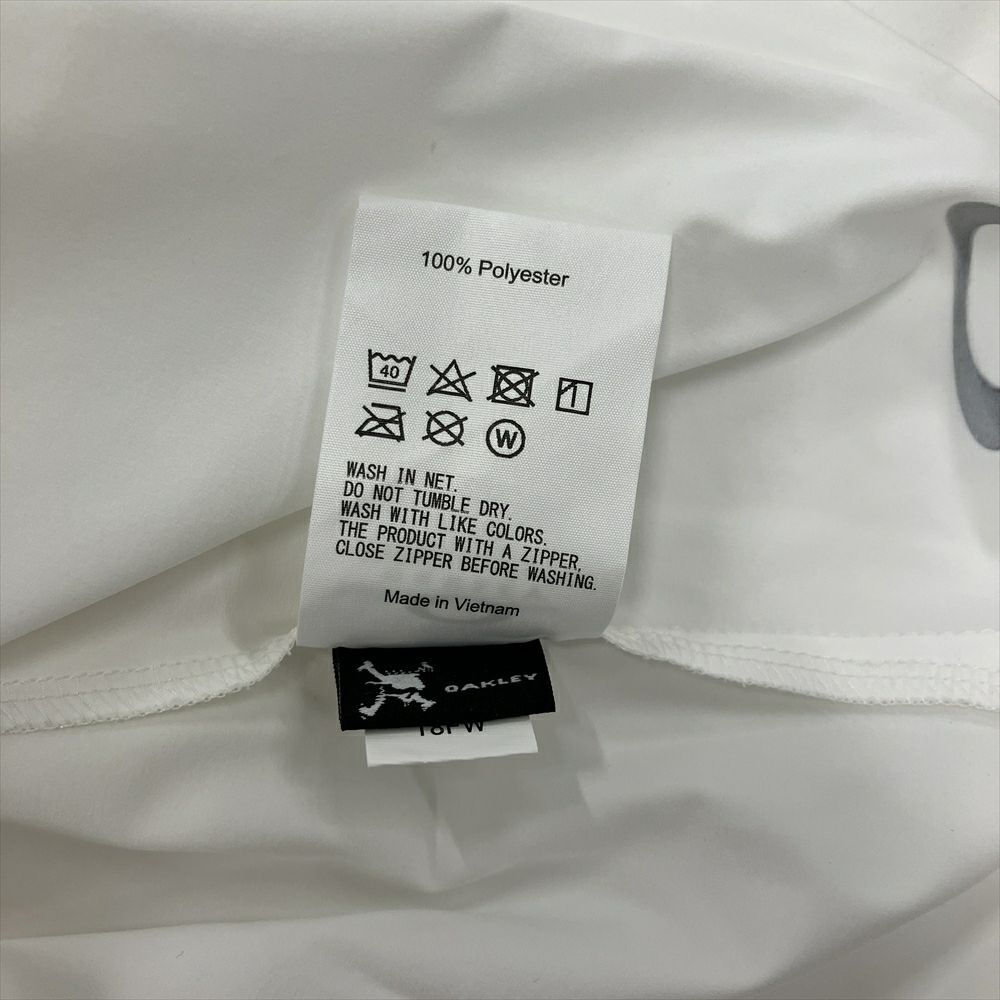 100% Polyester
40
1
W
WASH IN NET.
DO NOT TUMBLE DRY.
WASH WITH LIKE COLORS.
THE PRODUCT WITH A ZIPPER,
CLOSE ZIPPER BEFORE WASHING.
Made in Vietnam
OAKLEY